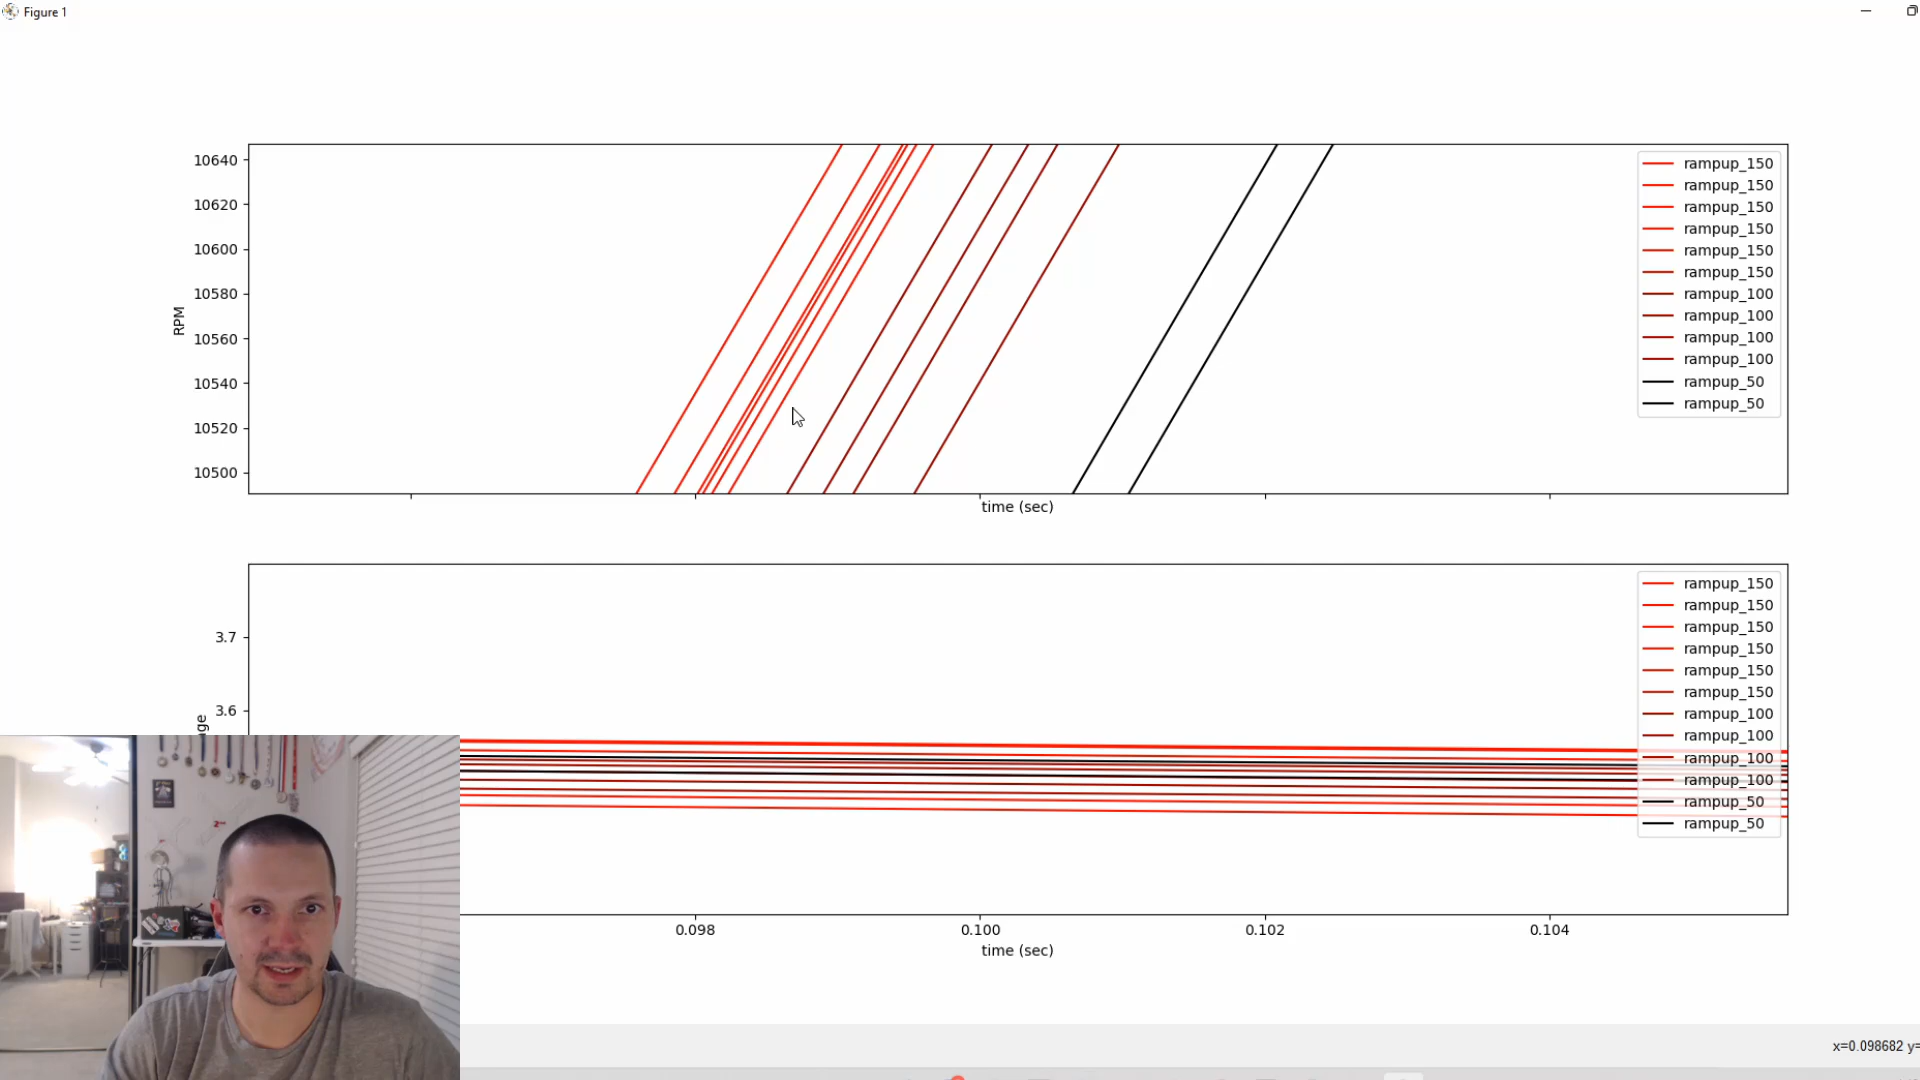 Figure 1
10640
10620
10600
10580
10560
10540
10520
10500
RPM
time (sec)
rampup_150
rampup_150
rampup_150
rampup_150
rampup_150
rampup_150
rampup_100
rampup_100
rampup_100
rampup_100
rampup_50
rampup_50
3.7
3.6
ge
rampup_150
rampup_150
rampup_150
rampup_150
rampup_150
rampup_150
rampup_100
rampup_100
rampup_100
rampup_100
rampup_50
rampup_50
0.098
0.100
0.102
0.104
time (sec)
x=0.098682 y=